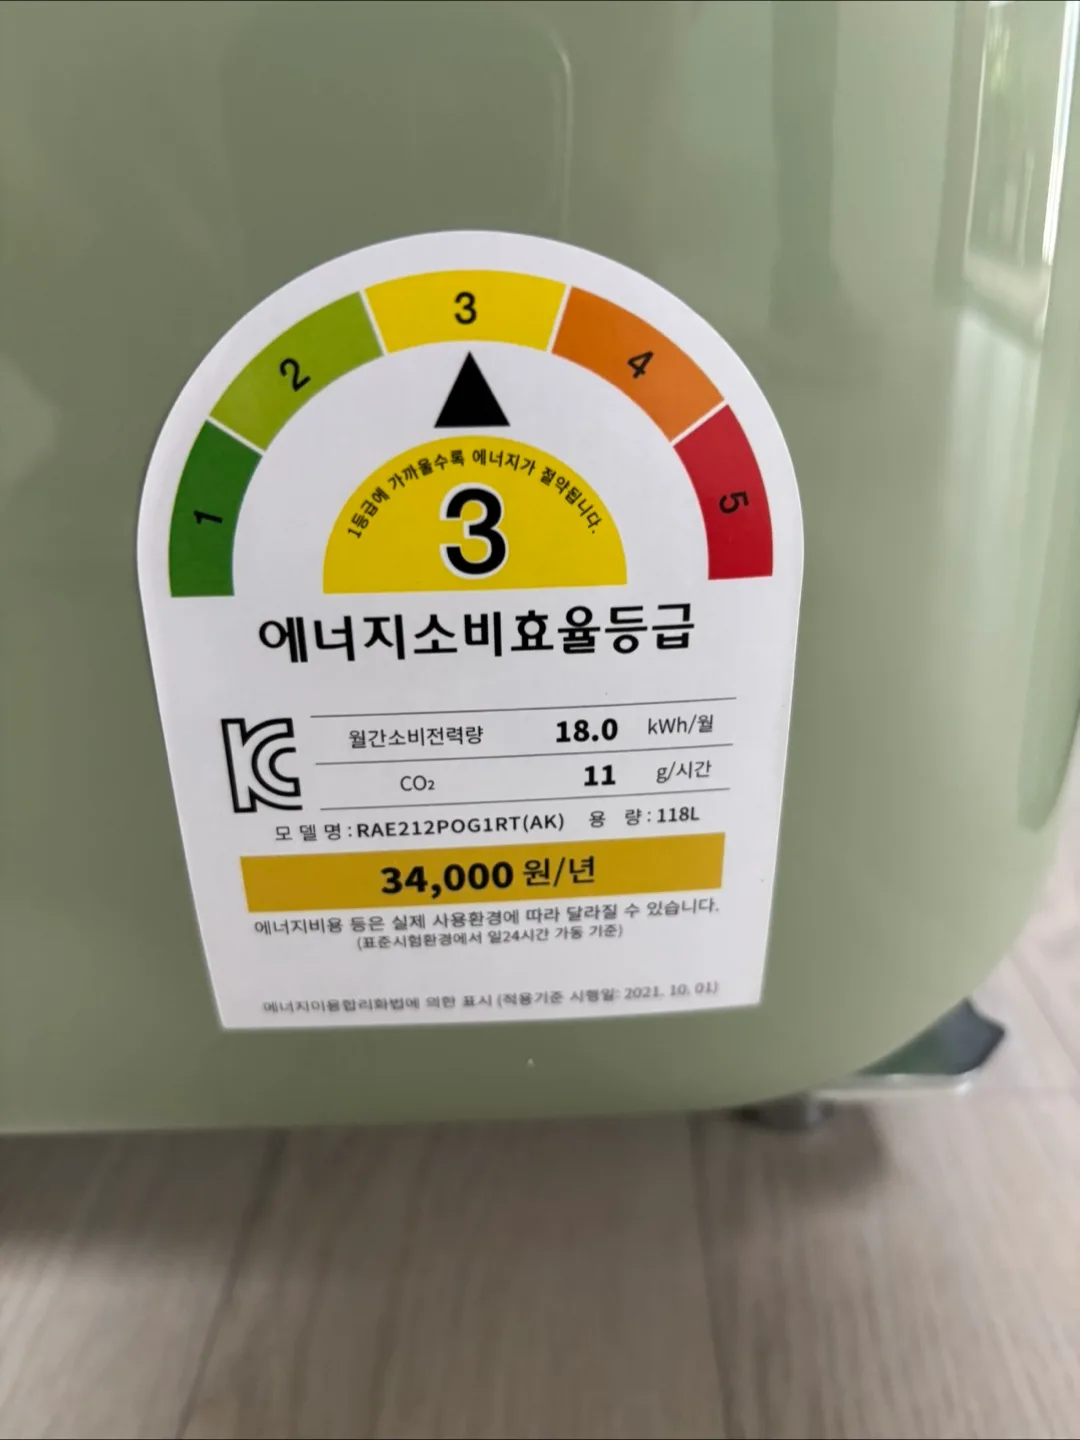 1 2 3 4 5
1등급에 가까울수록 에너지가 절약됩니다.
3
에너지소비효율등급
KC
월간소비전력량 18.0 kWh/월
CO₂ 11 g/시간
모 델 명 : RAE212POG1RT(AK) 용 량 : 118L
34,000 원/년
에너지비용 등은 실제 사용환경에 따라 달라질 수 있습니다.
(표준시험환경에서 일24시간 가동 기준)
에너지이용합리화법에 의한 표시 (적용기준 시행일: 2021. 10. 01)